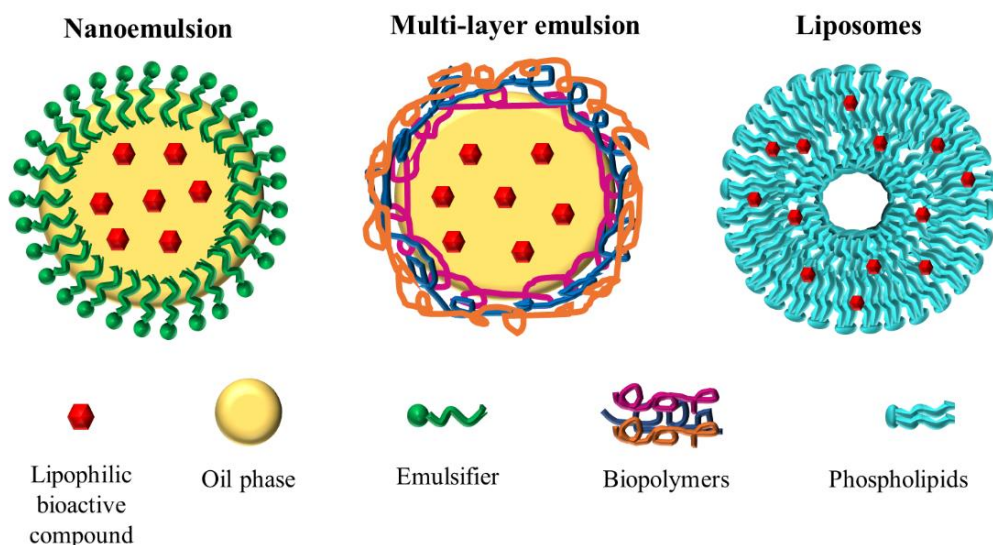 Nanoemulsion
Multi-layer emulsion
Liposomes
Lipophilic
bioactive
compound
Oil phase
Emulsifier
Biopolymers
Phospholipids